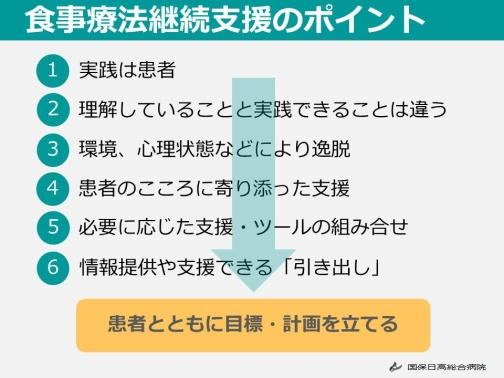 食事療法継続支援のポイント
1 実践は患者
2 理解していることと実践できることは違う
3 環境、心理状態などにより逸脱
4 患者のこころに寄り添った支援
5 必要に応じた支援・ツールの組み合せ
6 情報提供や支援できる「引き出し」
患者とともに目標・計画を立てる
国保日高総合病院